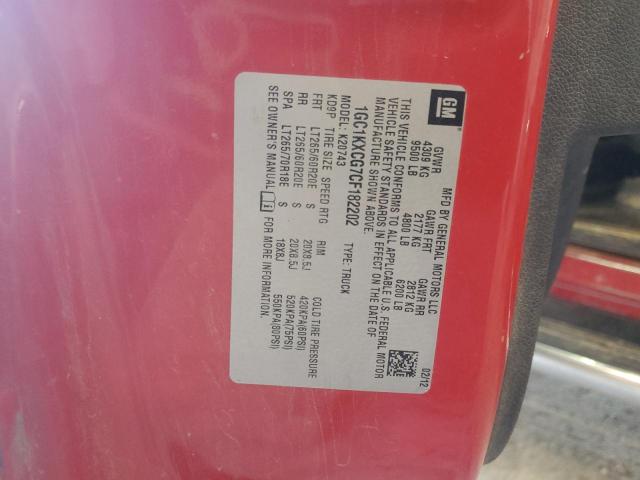 GM
MFD BY GENERAL MOTORS LLC
02/12
GVWR GAWR FRT GAWR RR
4309 KG 2177 KG 2812 KG
9500 LB 4800 LB 6200 LB
THIS VEHICLE CONFORMS TO ALL APPLICABLE U.S. FEDERAL MOTOR
VEHICLE SAFETY STANDARDS IN EFFECT ON THE DATE OF
MANUFACTURE SHOWN ABOVE.
1GC1KXCG7CF182202 TYPE: TRUCK
MODEL: K20743
KD9P TIRE SIZE SPEED RTG RIM COLD TIRE PRESSURE
FRT LT265/60R20E S 20X8.5J 420KPA(60PSI)
RR LT265/60R20E S 20X8.5J 520KPA(75PSI)
SPA LT265/70R18E S 18X8J 550KPA(80PSI)
SEE OWNER'S MANUAL i FOR MORE INFORMATION.